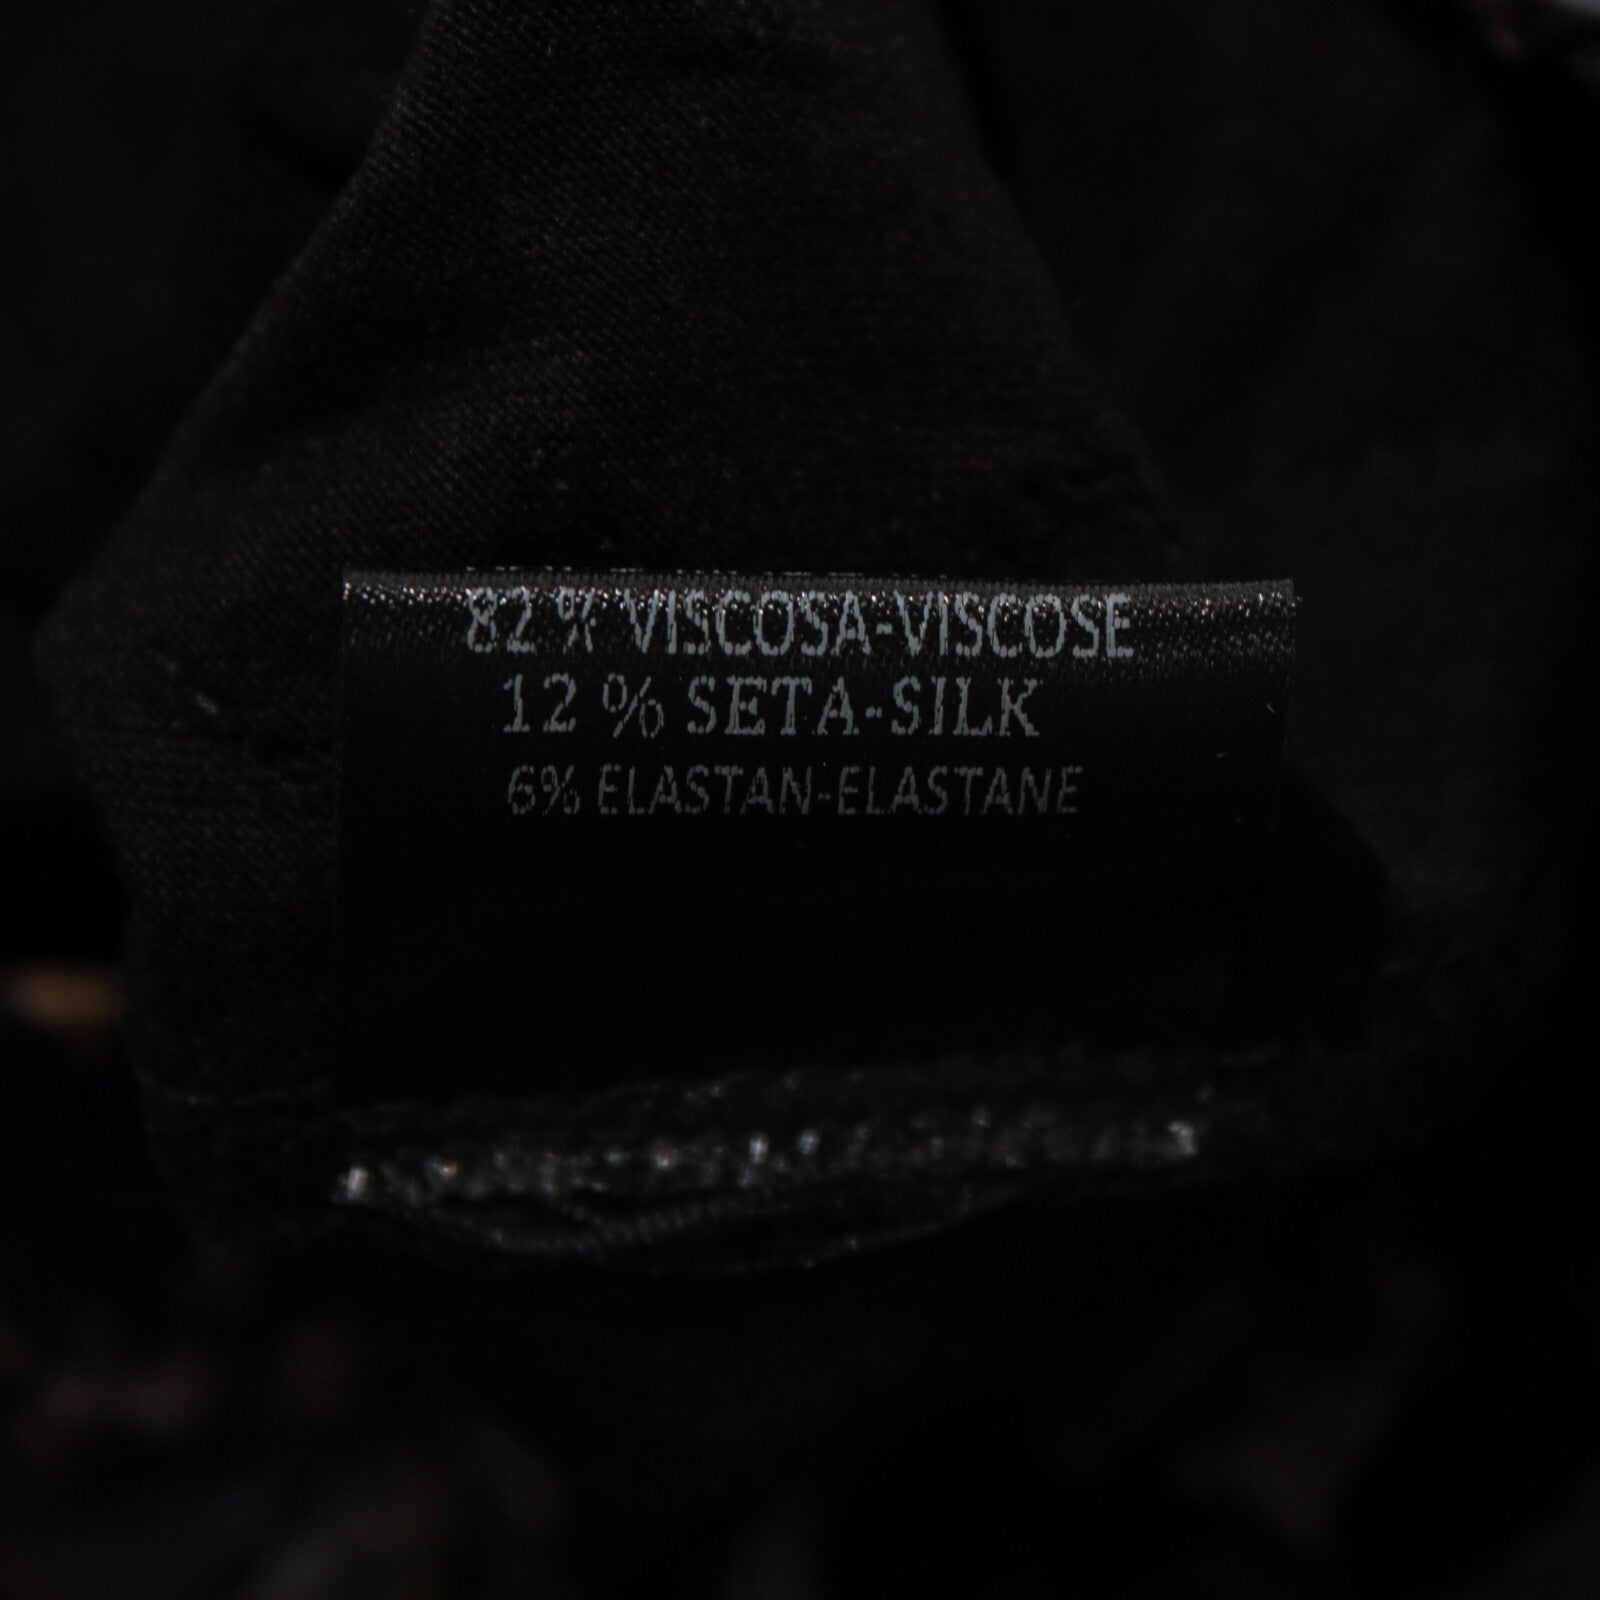 82 % VISCOSA-VISCOSE
12 % SETA-SILK
6% ELASTAN-ELASTANE